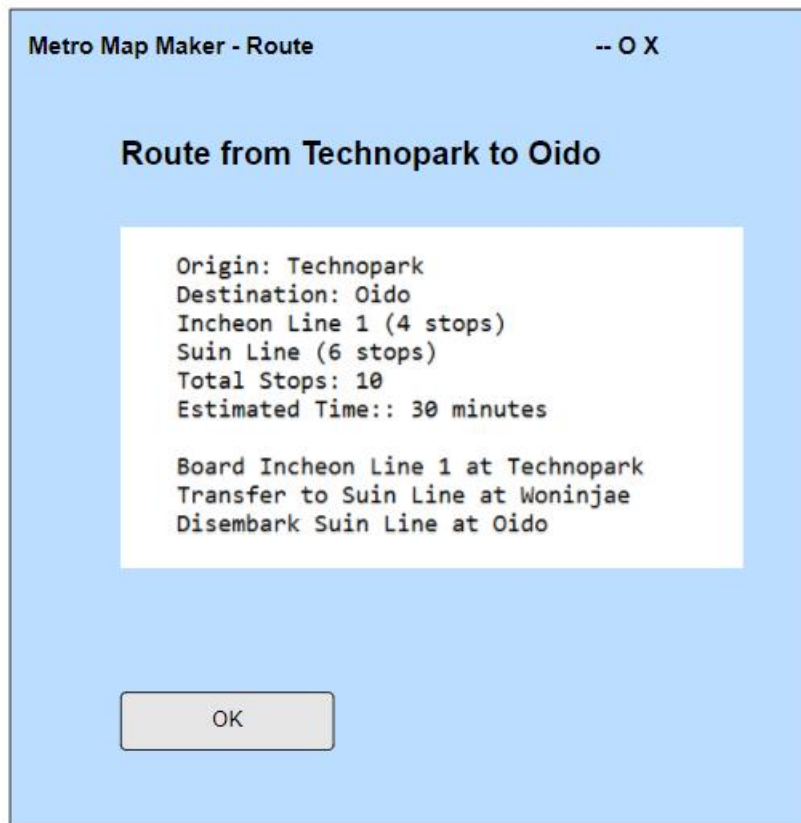 Metro Map Maker - Route -- O X
Route from Technopark to Oido
Origin: Technopark
Destination: Oido
Incheon Line 1 (4 stops)
Suin Line (6 stops)
Total Stops: 10
Estimated Time:: 30 minutes
Board Incheon Line 1 at Technopark
Transfer to Suin Line at Woninjae
Disembark Suin Line at Oido
OK